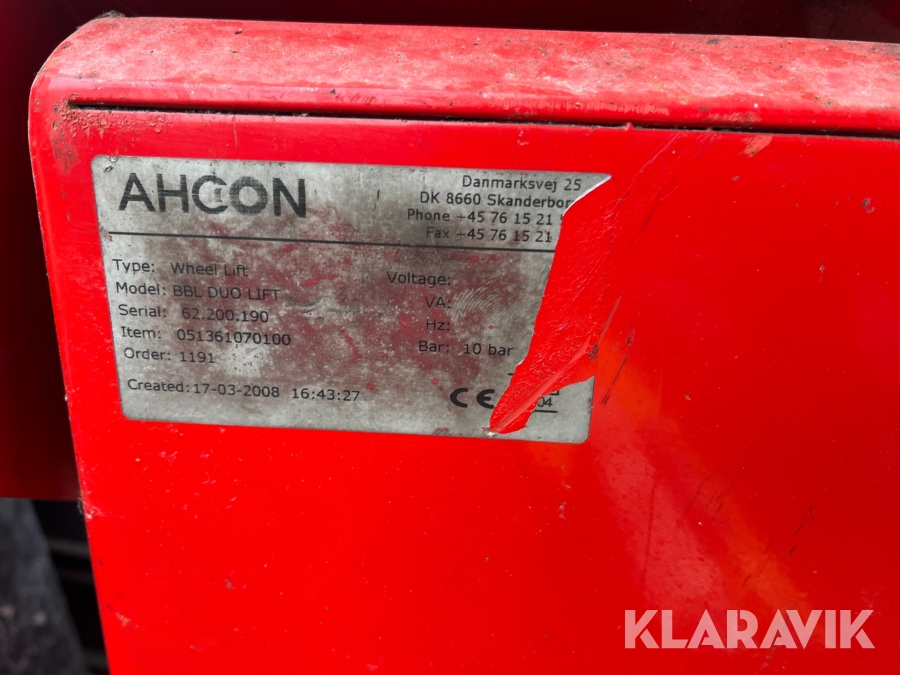 AHCON
Danmarksvej 25
DK 8660 Skanderbor
Phone +45 76 15 21
Fax +45 76 15 21
Type: Wheel Lift
Model: BBL DUO LIFT
Serial: 62.200.190
Item: 051361070100
Order: 1191
Created: 17-03-2008 16:43:27
Voltage:
VA:
Hz:
Bar: 10 bar
CE
04
KLARAVIK